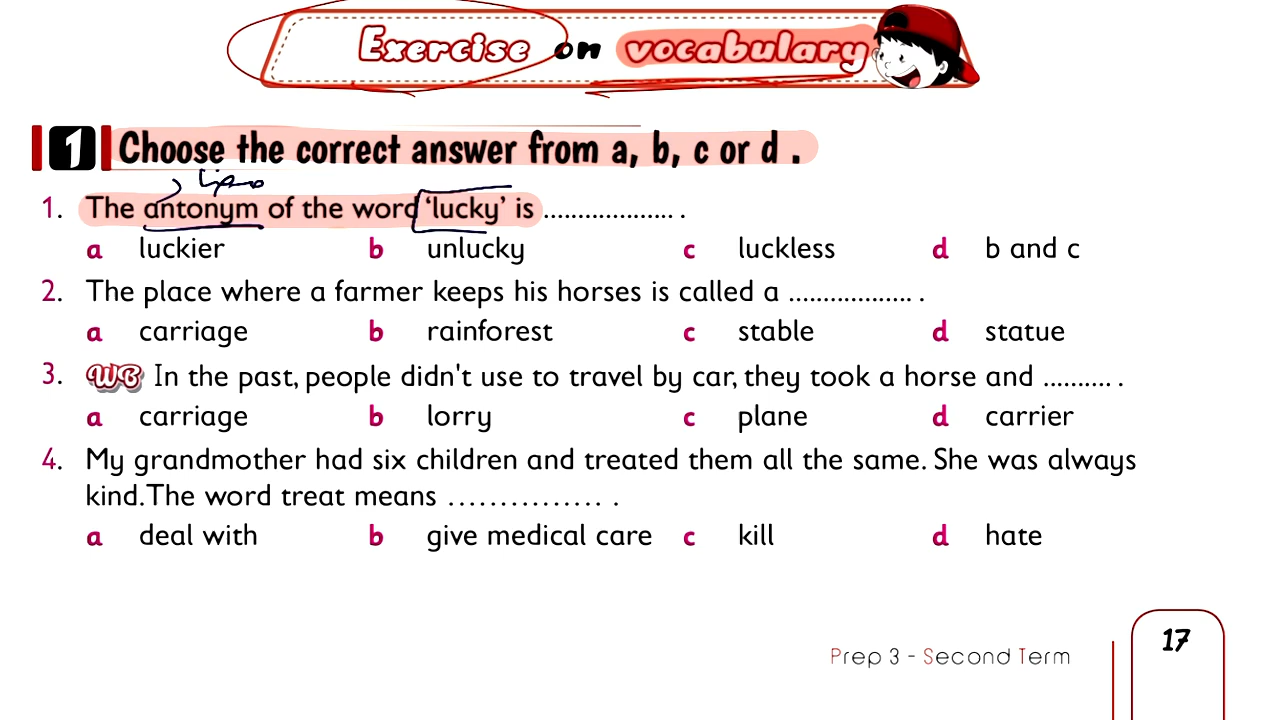 Exercise on vocabulary
1 Choose the correct answer from a, b, c or d .
1. The antonym of the word 'lucky' is ................... .
a luckier b unlucky c luckless d b and c
2. The place where a farmer keeps his horses is called a .................. .
a carriage b rainforest c stable d statue
3. WB In the past, people didn't use to travel by car, they took a horse and .......... .
a carriage b lorry c plane d carrier
4. My grandmother had six children and treated them all the same. She was always
kind.The word treat means ............... .
a deal with b give medical care c kill d hate
Prep 3 - Second Term
17